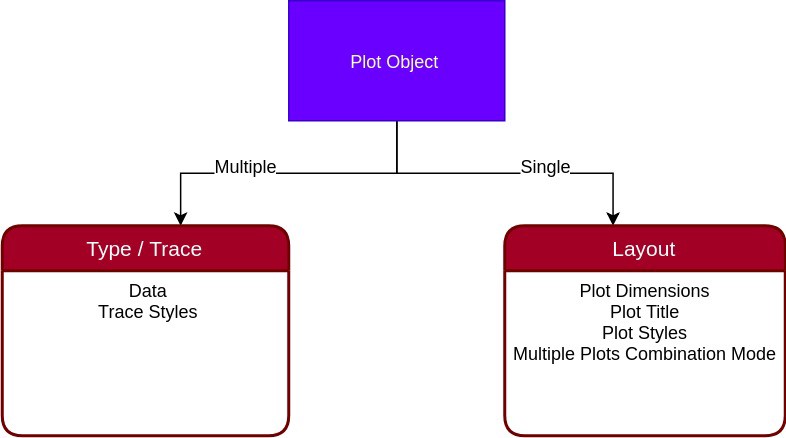 Plot Object
Multiple
Single
Type / Trace
Data
Trace Styles
Layout
Plot Dimensions
Plot Title
Plot Styles
Multiple Plots Combination Mode